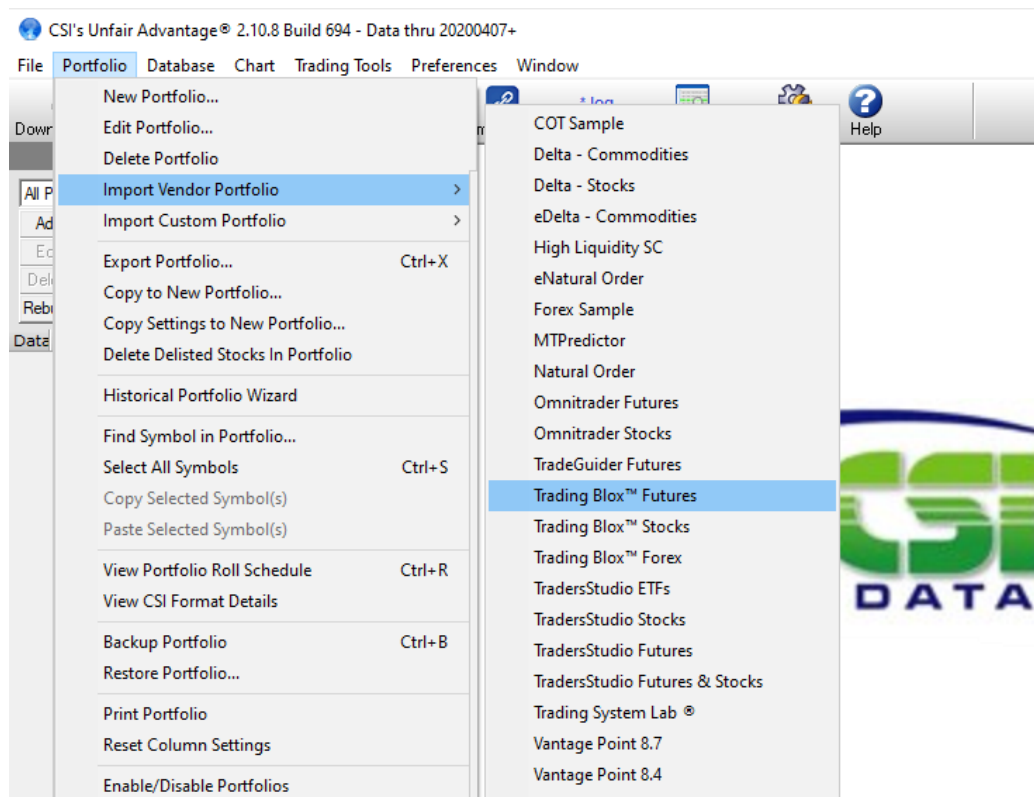 CSI's Unfair Advantage® 2.10.8 Build 694 - Data thru 20200407+
File Portfolio Database Chart Trading Tools Preferences Window
New Portfolio...
Edit Portfolio...
Delete Portfolio
Import Vendor Portfolio
Import Custom Portfolio
Export Portfolio... Ctrl+X
Copy to New Portfolio...
Copy Settings to New Portfolio...
Delete Delisted Stocks In Portfolio
Historical Portfolio Wizard
Find Symbol in Portfolio...
Select All Symbols Ctrl+S
Copy Selected Symbol(s)
Paste Selected Symbol(s)
View Portfolio Roll Schedule Ctrl+R
View CSI Format Details
Backup Portfolio Ctrl+B
Restore Portfolio...
Print Portfolio
Reset Column Settings
Enable/Disable Portfolios
COT Sample
Delta - Commodities
Delta - Stocks
eDelta - Commodities
High Liquidity SC
eNatural Order
Forex Sample
MTPredictor
Natural Order
Omnitrader Futures
Omnitrader Stocks
TradeGuider Futures
Trading Blox™ Futures
Trading Blox™ Stocks
Trading Blox™ Forex
TradersStudio ETFs
TradersStudio Stocks
TradersStudio Futures
TradersStudio Futures & Stocks
Trading System Lab ®
Vantage Point 8.7
Vantage Point 8.4
Help
All P
Data
CSI
DATA